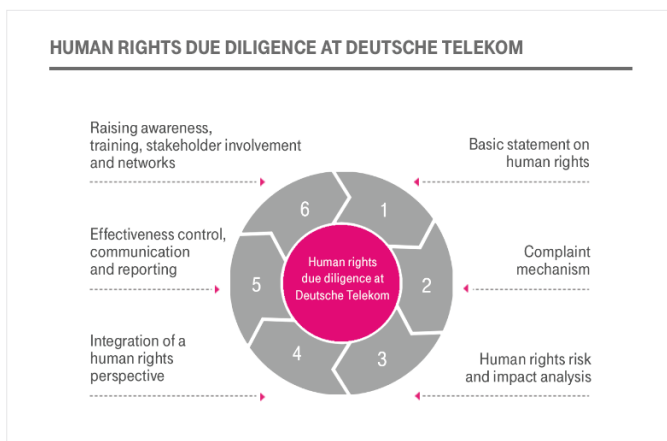 HUMAN RIGHTS DUE DILIGENCE AT DEUTSCHE TELEKOM
Raising awareness,
training, stakeholder involvement
and networks
Basic statement on
human rights
6
1
Effectiveness control,
communication
and reporting
Complaint
mechanism
5
2
Human rights
due diligence at
Deutsche Telekom
Integration of a
human rights
perspective
Human rights risk
and impact analysis
4
3